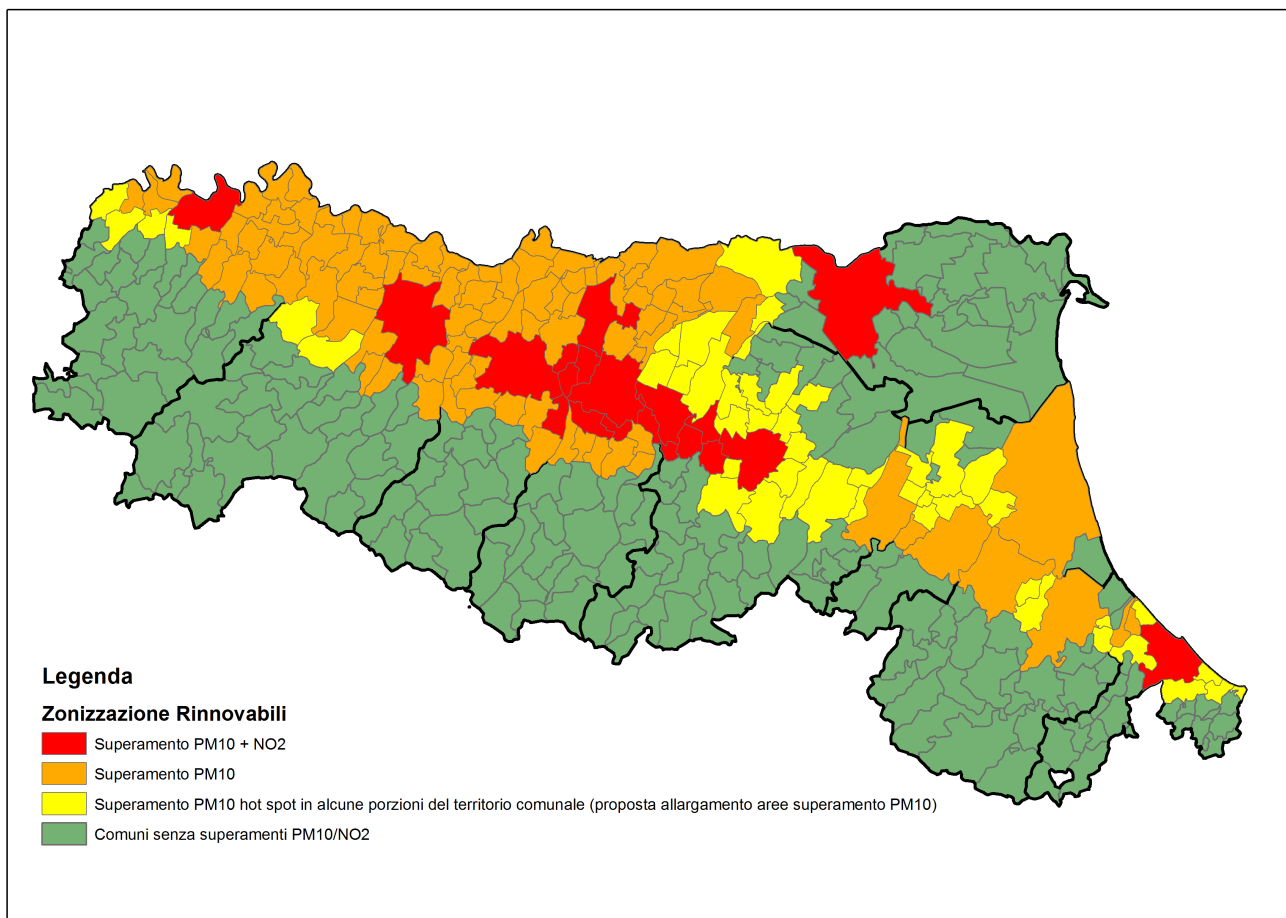 Legenda
Zonizzazione Rinnovabili
Superamento PM10 + NO2
Superamento PM10
Superamento PM10 hot spot in alcune porzioni del territorio comunale (proposta allargamento aree superamento PM10)
Comuni senza superamenti PM10/NO2